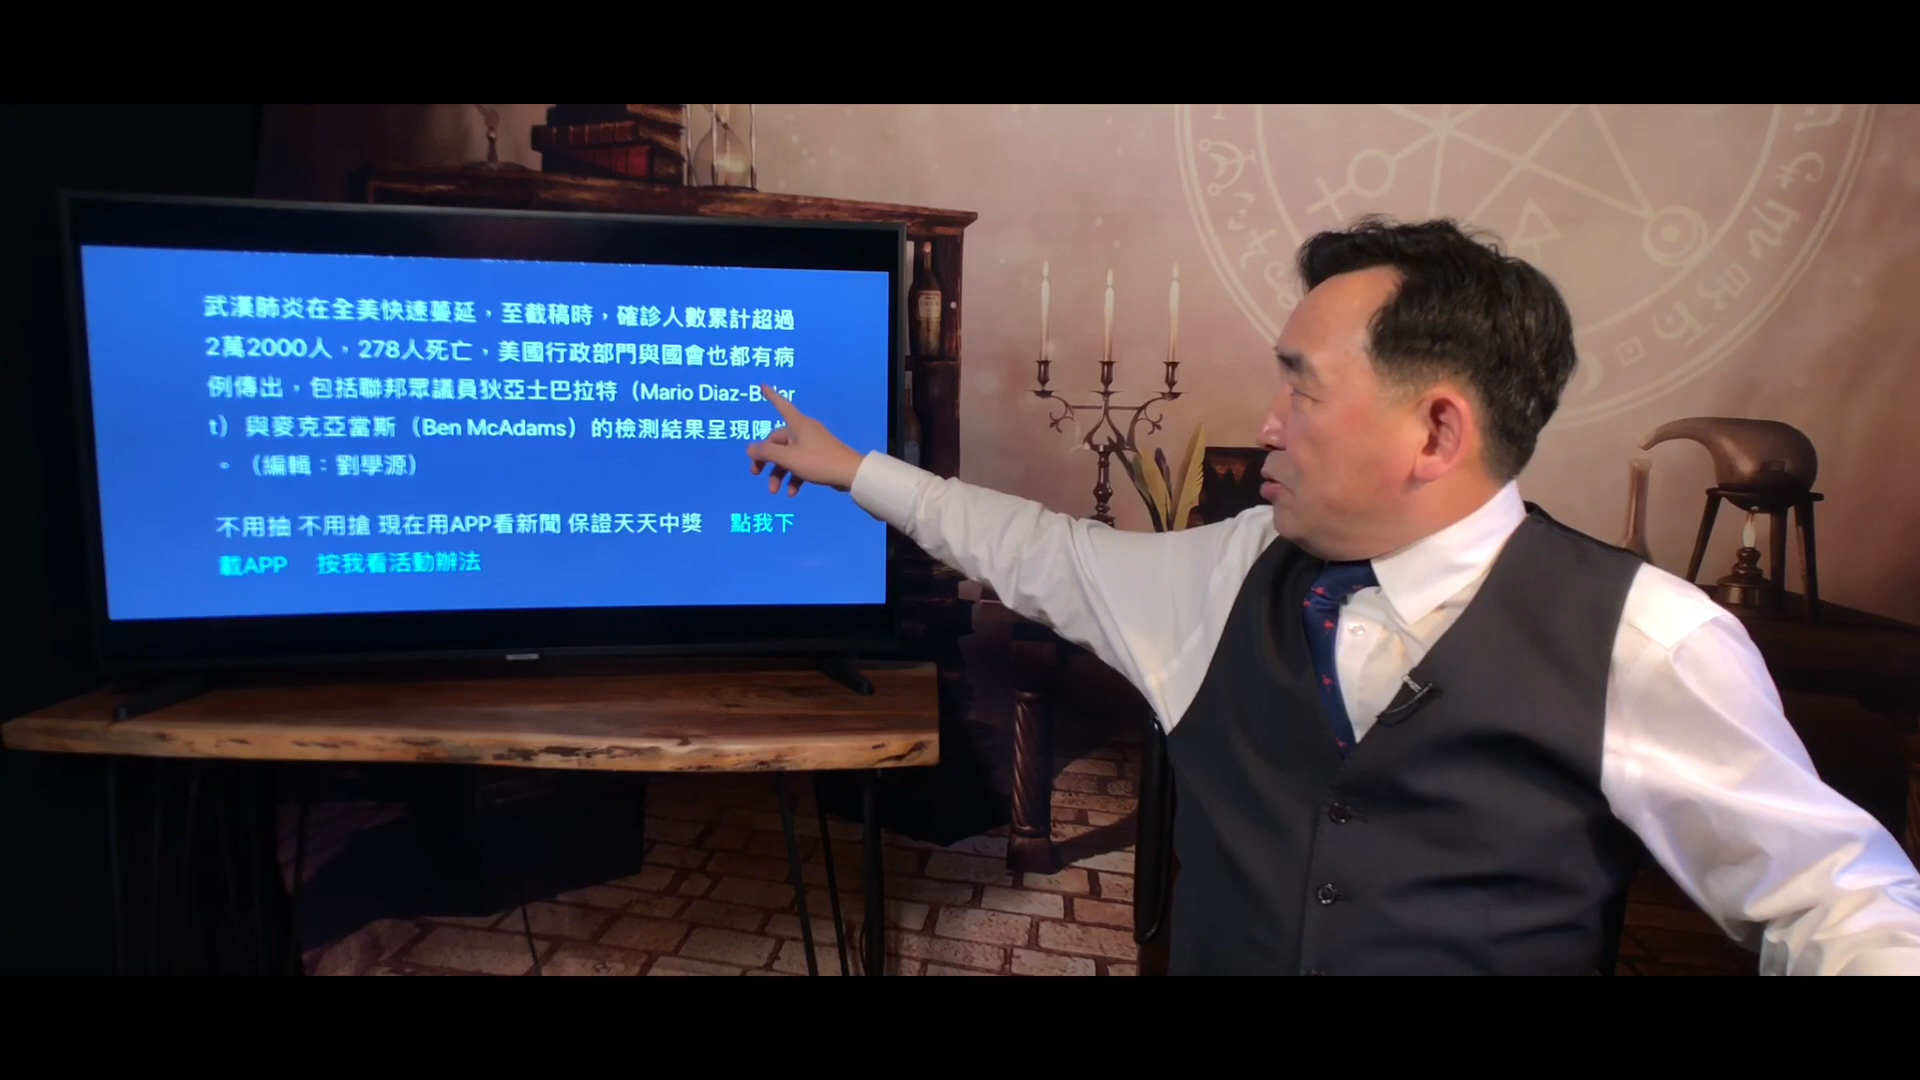 武漢肺炎在全美快速蔓延，至截稿時，確診人數累計超過
2萬2000人，278人死亡，美國行政部門與國會也都有病
例傳出，包括聯邦眾議員狄亞士巴拉特（Mario Diaz-Balar
t）與麥克亞當斯（Ben McAdams）的檢測結果呈現陽性
。（編輯：劉學源）
不用抽 不用搶 現在用APP看新聞 保證天天中獎 點我下
載APP 按我看活動辦法